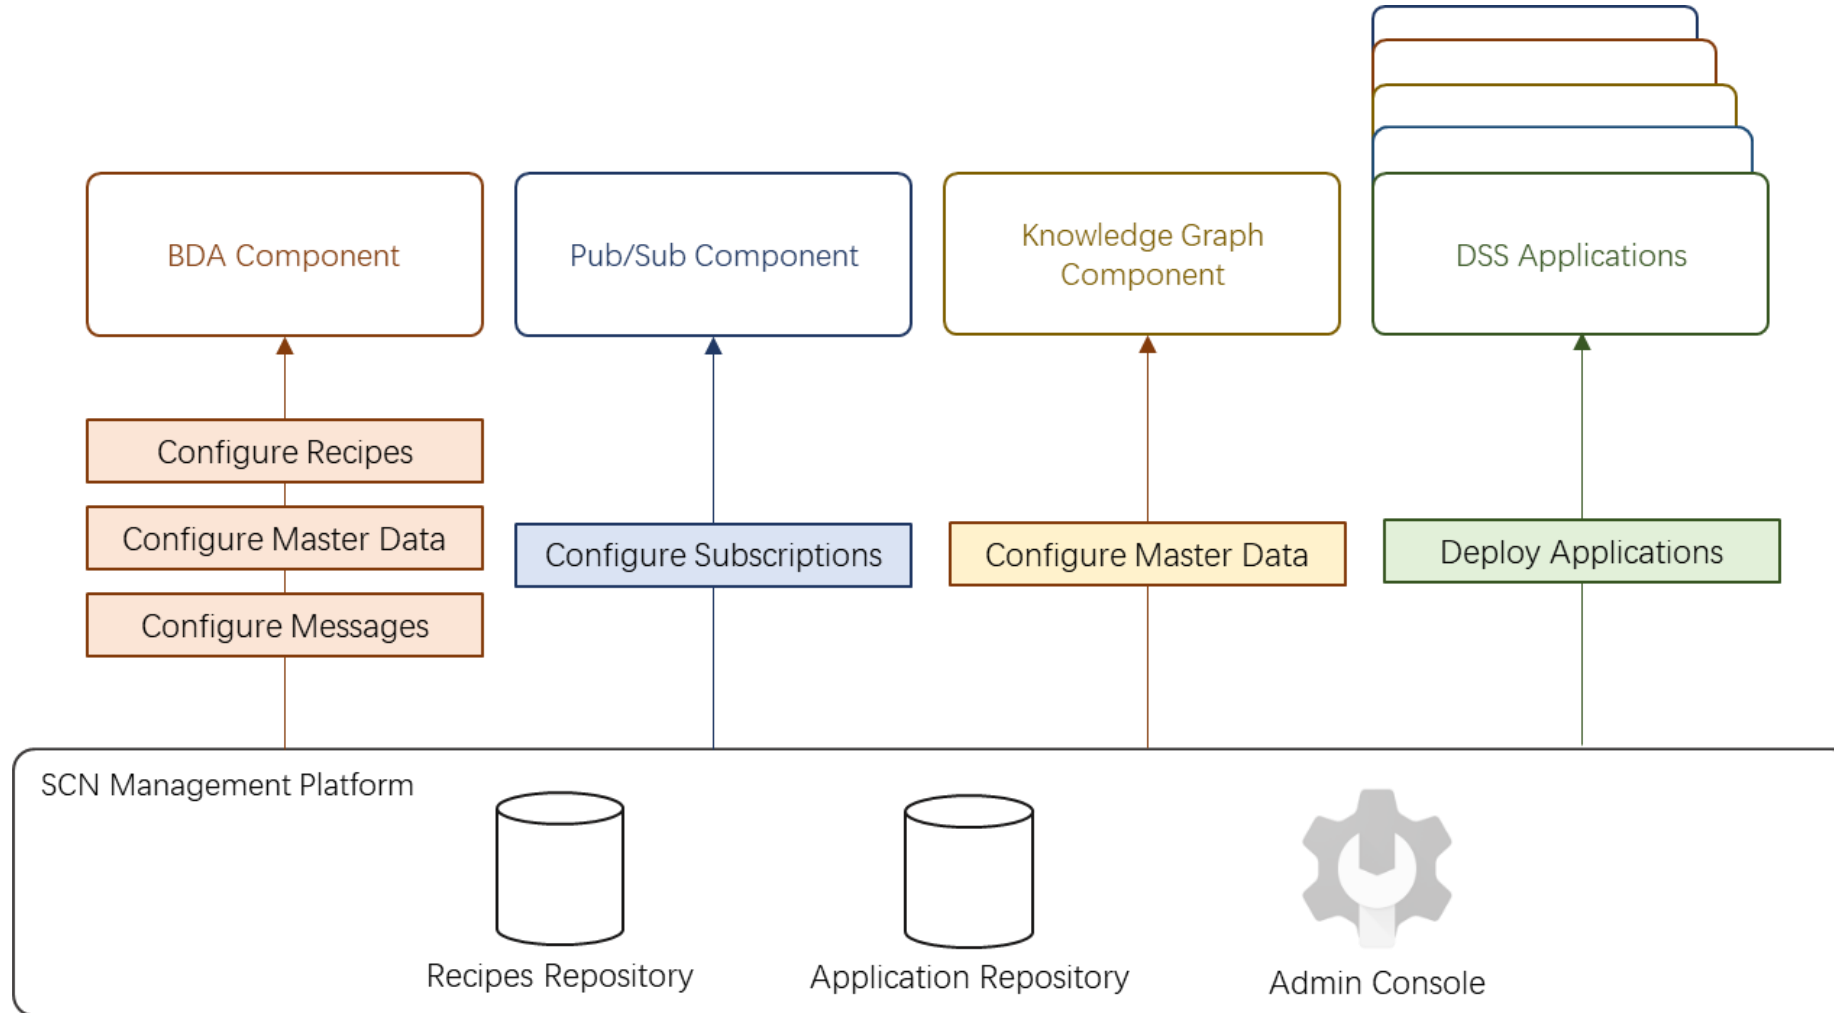 BDA Component
Pub/Sub Component
Knowledge Graph
Component
DSS Applications
Configure Recipes
Configure Master Data
Configure Messages
Configure Subscriptions
Configure Master Data
Deploy Applications
SCN Management Platform
Recipes Repository
Application Repository
Admin Console